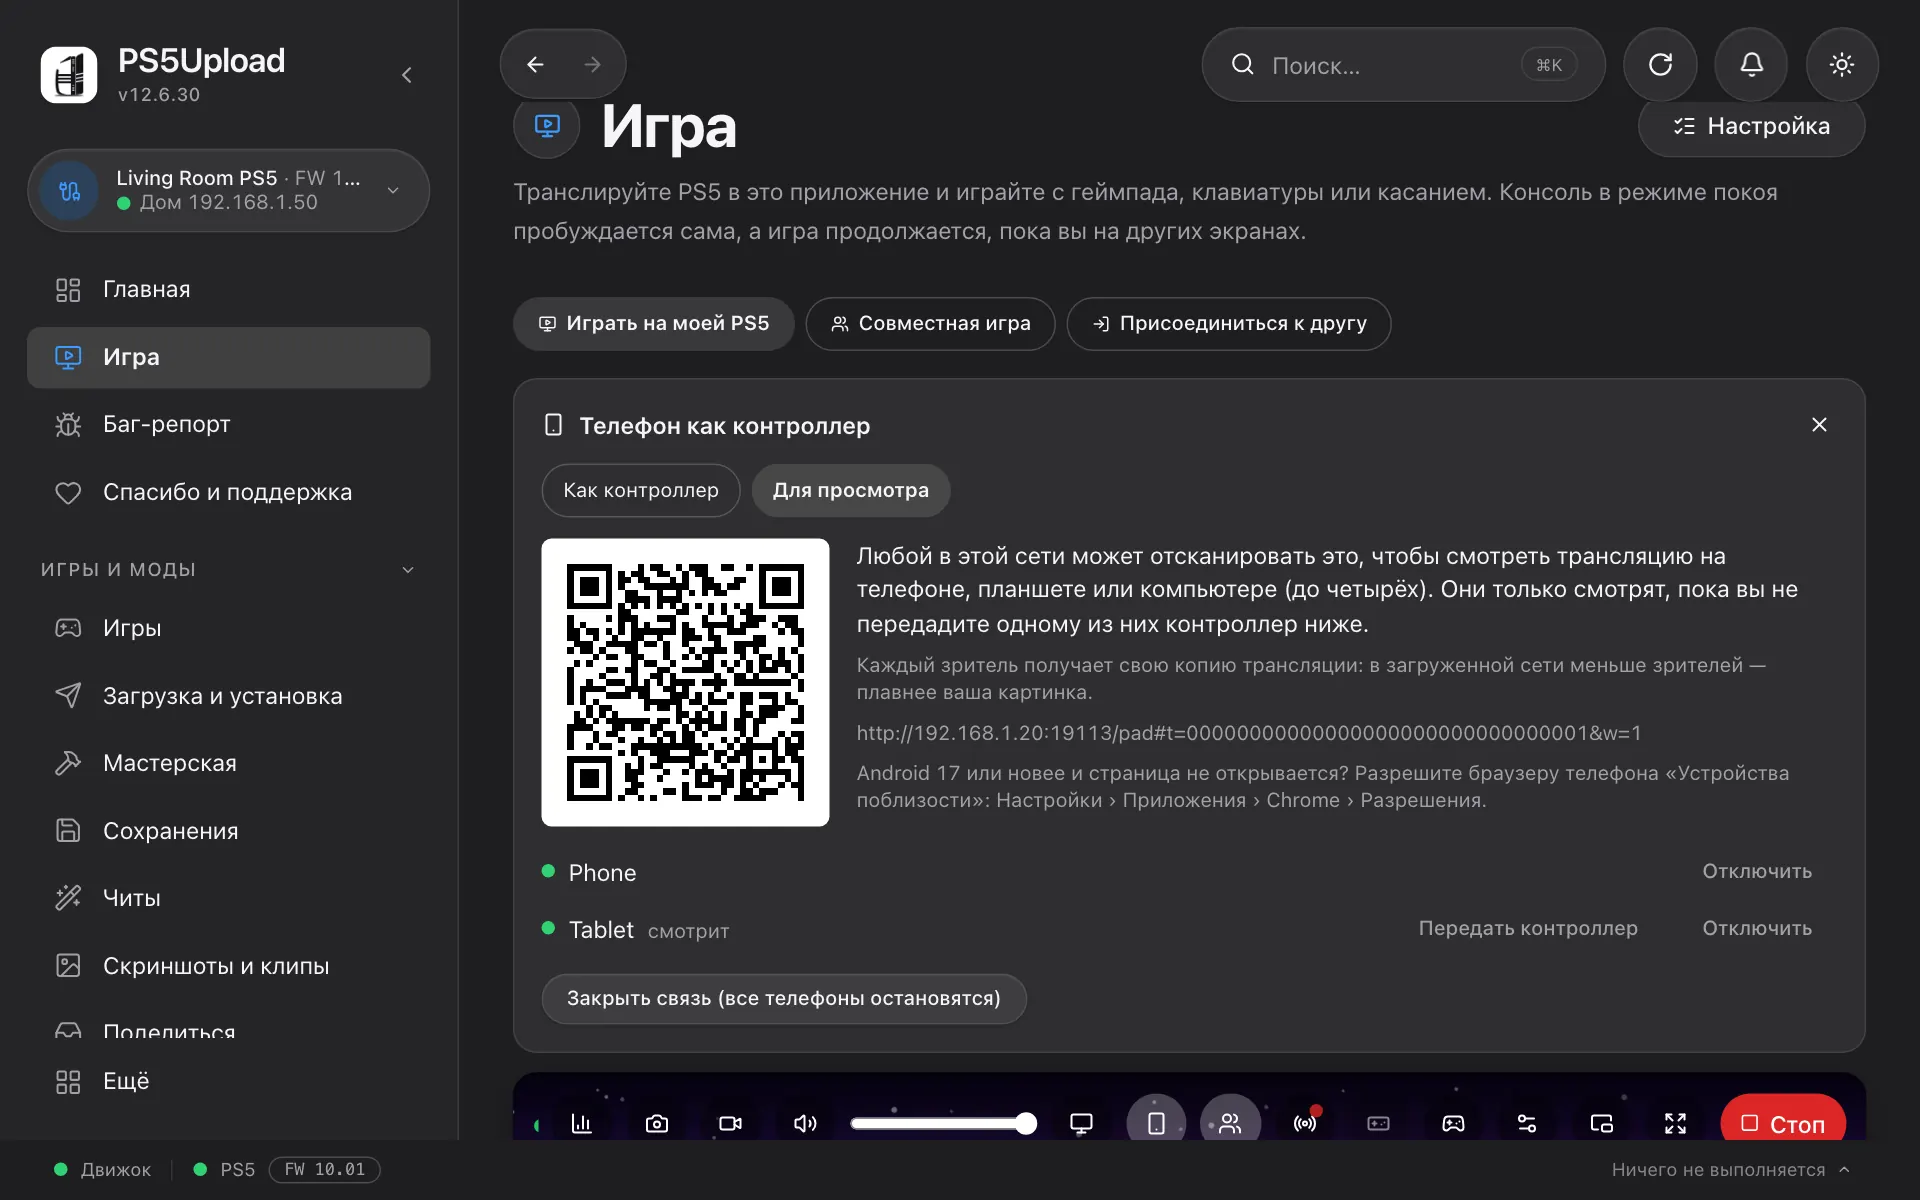 PS5Upload
v12.6.30
Living Room PS5 · FW 1...
Дом 192.168.1.50
Главная
Игра
Баг-репорт
Спасибо и поддержка
ИГРЫ И МОДЫ
Игры
Загрузка и установка
Мастерская
Сохранения
Читы
Скриншоты и клипы
Поделиться
Ещё
Поиск...
⌘K
Игра
Настройка
Транслируйте PS5 в это приложение и играйте с геймпада, клавиатуры или касанием. Консоль в режиме покоя
пробуждается сама, а игра продолжается, пока вы на других экранах.
Играть на моей PS5
Совместная игра
Присоединиться к другу
Телефон как контроллер
Как контроллер
Для просмотра
Любой в этой сети может отсканировать это, чтобы смотреть трансляцию на
телефоне, планшете или компьютере (до четырёх). Они только смотрят, пока вы не
передадите одному из них контроллер ниже.
Каждый зритель получает свою копию трансляции: в загруженной сети меньше зрителей —
плавнее ваша картинка.
http://192.168.1.20:19113/pad#t=00000000000000000000000000000001&w=1
Android 17 или новее и страница не открывается? Разрешите браузеру телефона «Устройства
поблизости»: Настройки › Приложения › Chrome › Разрешения.
Phone
Отключить
Tablet смотрит
Передать контроллер
Отключить
Закрыть связь (все телефоны остановятся)
Стоп
Движок
PS5
FW 10.01
Ничего не выполняется